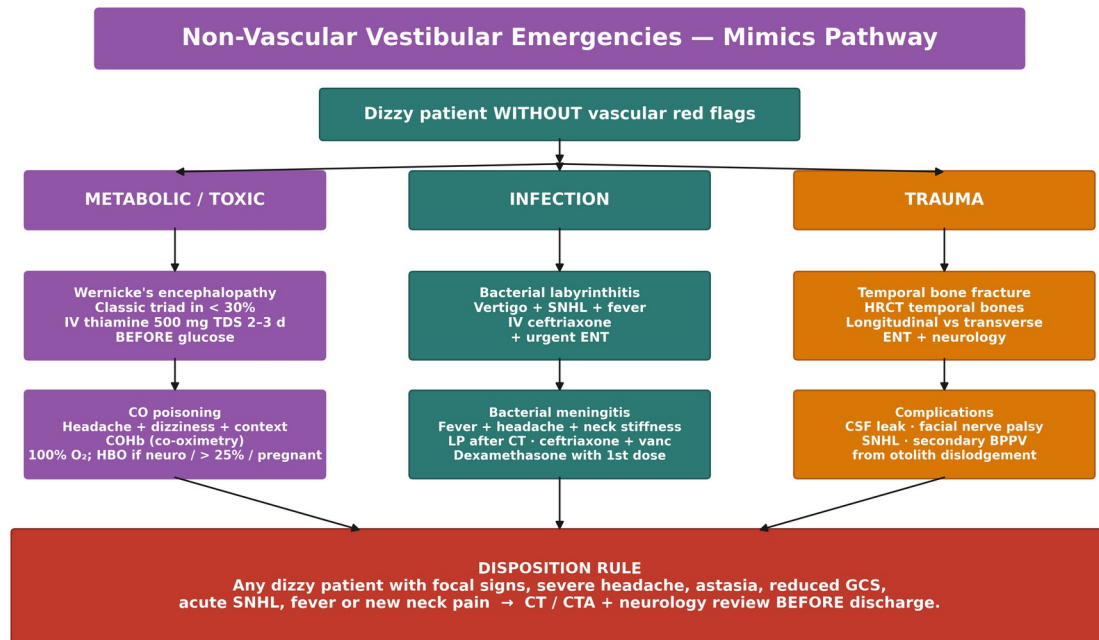 Non-Vascular Vestibular Emergencies — Mimics Pathway
Dizzy patient WITHOUT vascular red flags
METABOLIC / TOXIC
INFECTION
TRAUMA
Wernicke's encephalopathy
Classic triad in < 30%
IV thiamine 500 mg TDS 2–3 d
BEFORE glucose
Bacterial labyrinthitis
Vertigo + SNHL + fever
IV ceftriaxone
+ urgent ENT
Temporal bone fracture
HRCT temporal bones
Longitudinal vs transverse
ENT + neurology
CO poisoning
Headache + dizziness + context
COHb (co-oximetry)
100% O₂; HBO if neuro / > 25% / pregnant
Bacterial meningitis
Fever + headache + neck stiffness
LP after CT · ceftriaxone + vanc
Dexamethasone with 1st dose
Complications
CSF leak · facial nerve palsy
SNHL · secondary BPPV
from otolith dislodgement
DISPOSITION RULE
Any dizzy patient with focal signs, severe headache, astasia, reduced GCS,
acute SNHL, fever or new neck pain → CT / CTA + neurology review BEFORE discharge.